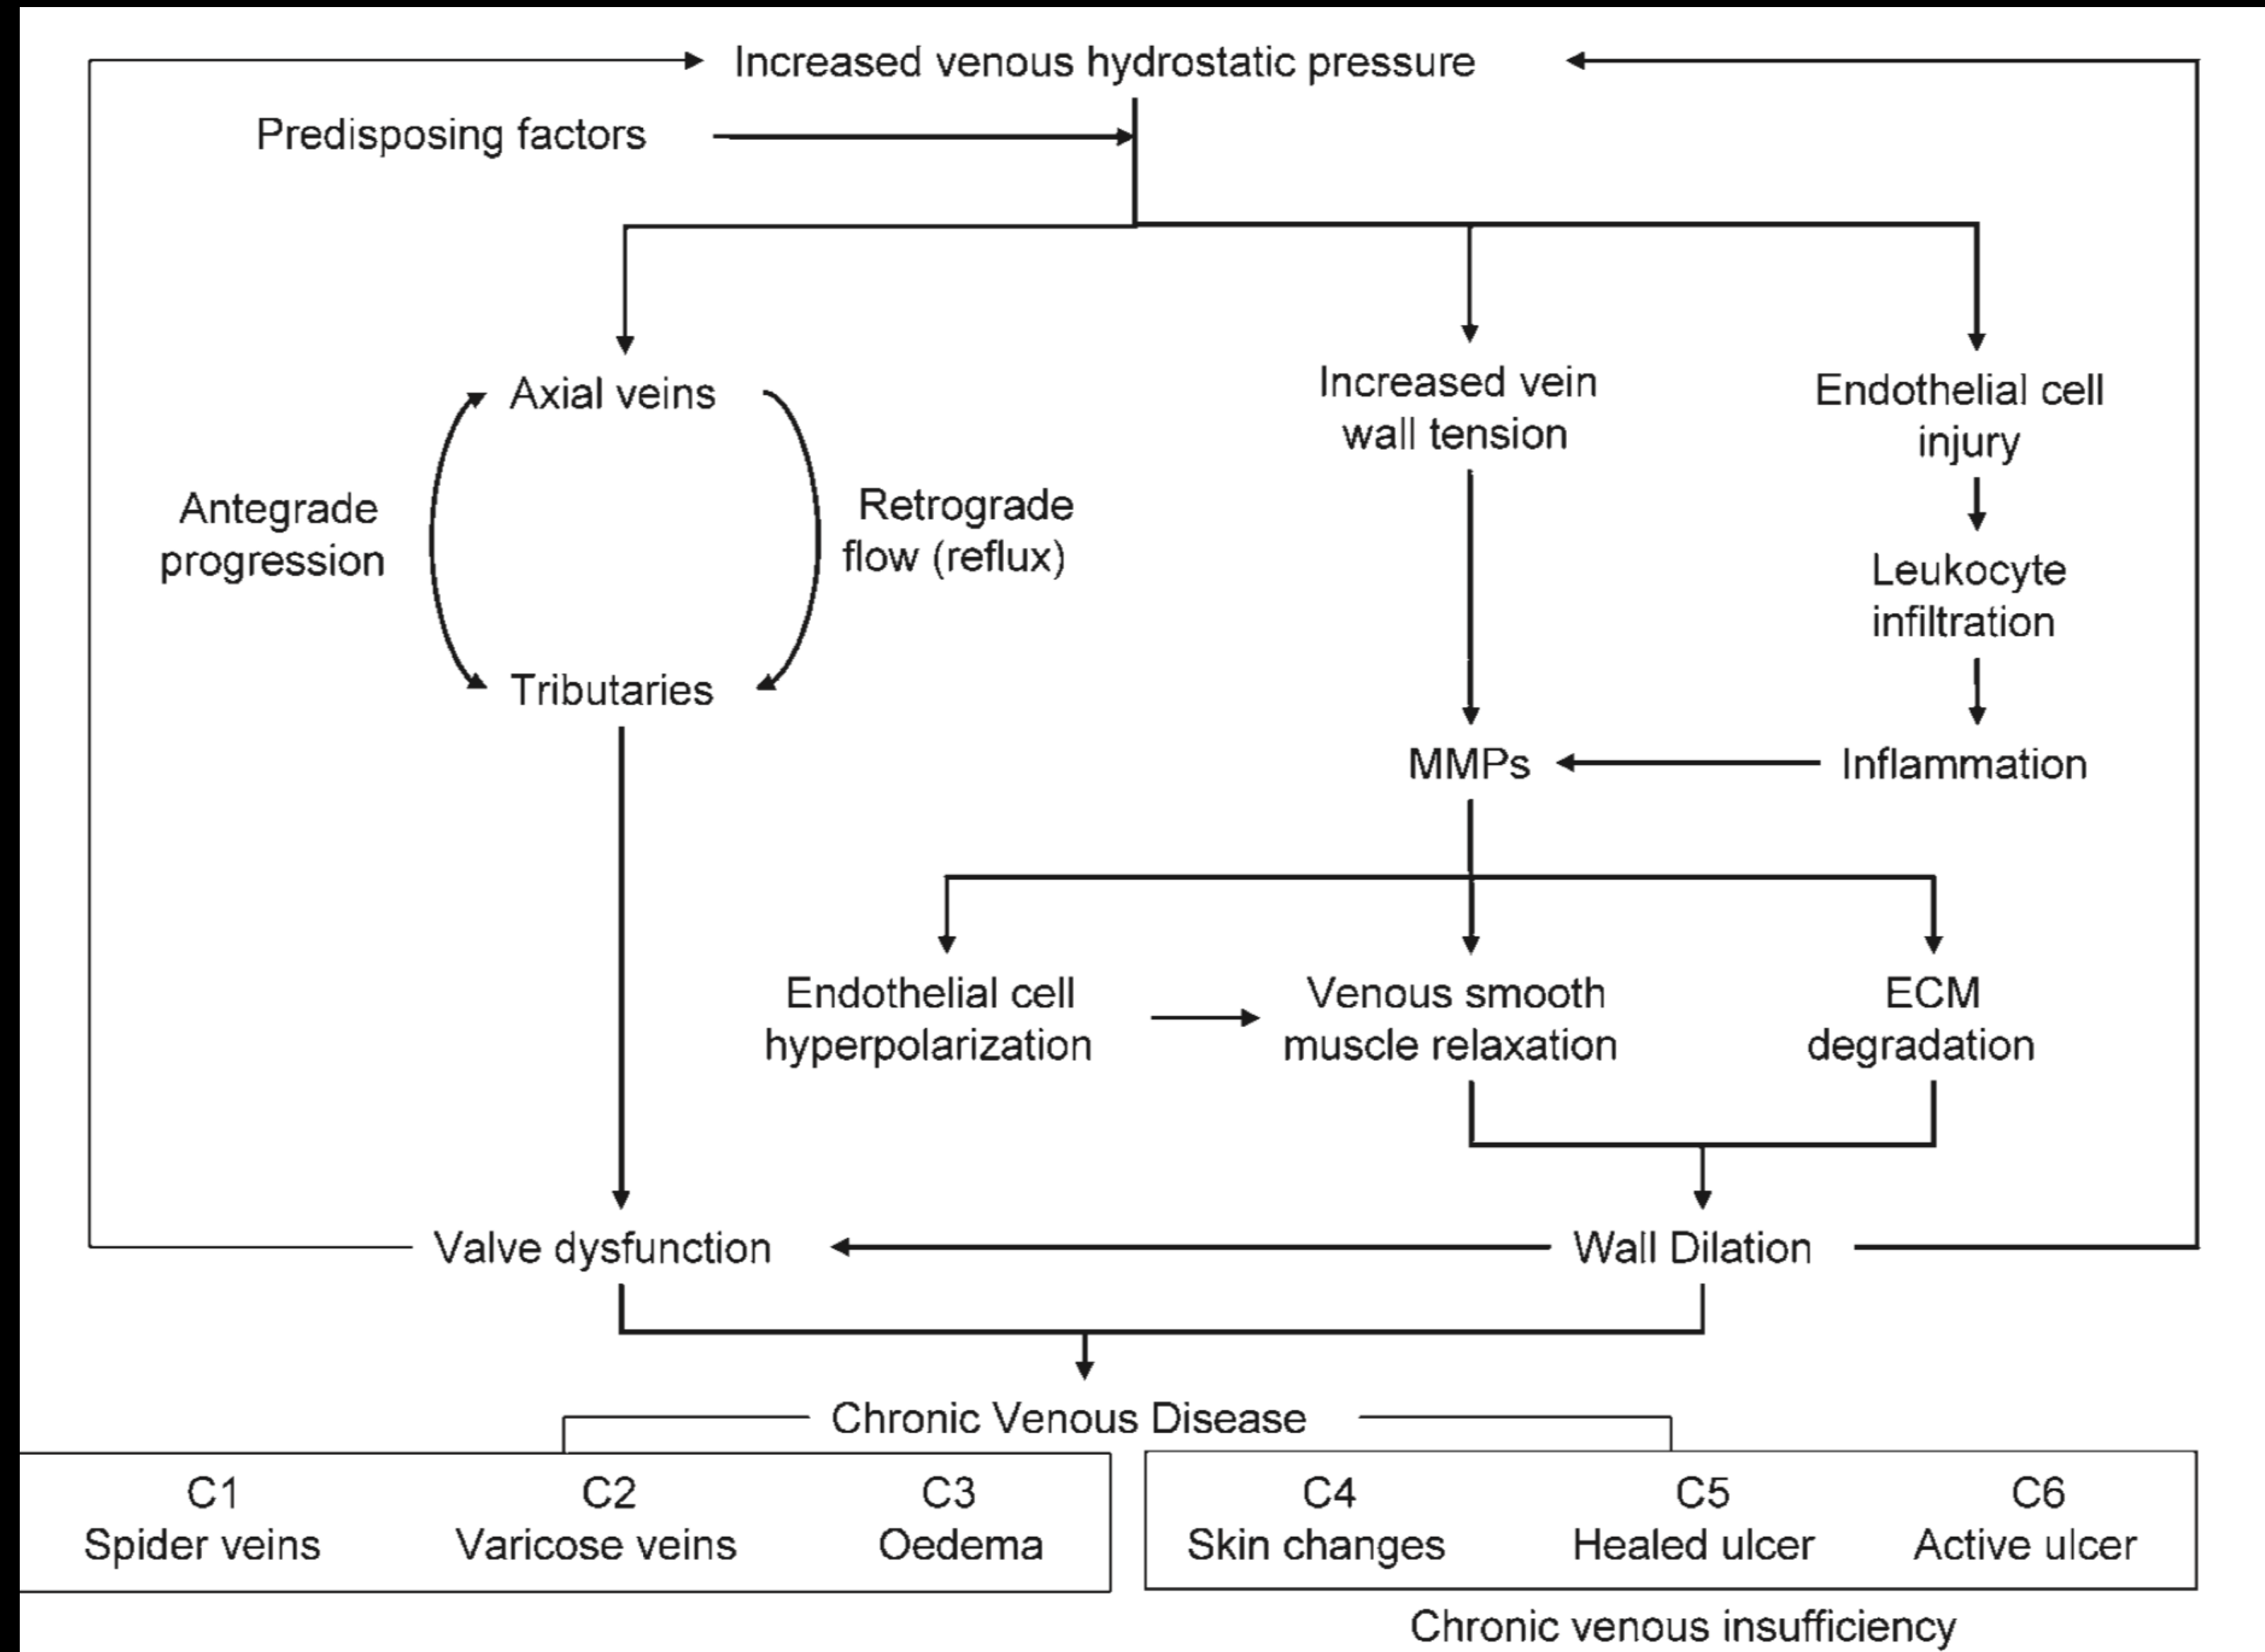 Increased venous hydrostatic pressure
Predisposing factors
Axial veins
Antegrade
progression
Retrograde
flow (reflux)
Tributaries
Increased vein
wall tension
Endothelial cell
injury
Leukocyte
infiltration
MMPs
Inflammation
Endothelial cell
hyperpolarization
Venous smooth
muscle relaxation
ECM
degradation
Valve dysfunction
Wall Dilation
Chronic Venous Disease
C1
Spider veins
C2
Varicose veins
C3
Oedema
C4
Skin changes
C5
Healed ulcer
C6
Active ulcer
Chronic venous insufficiency